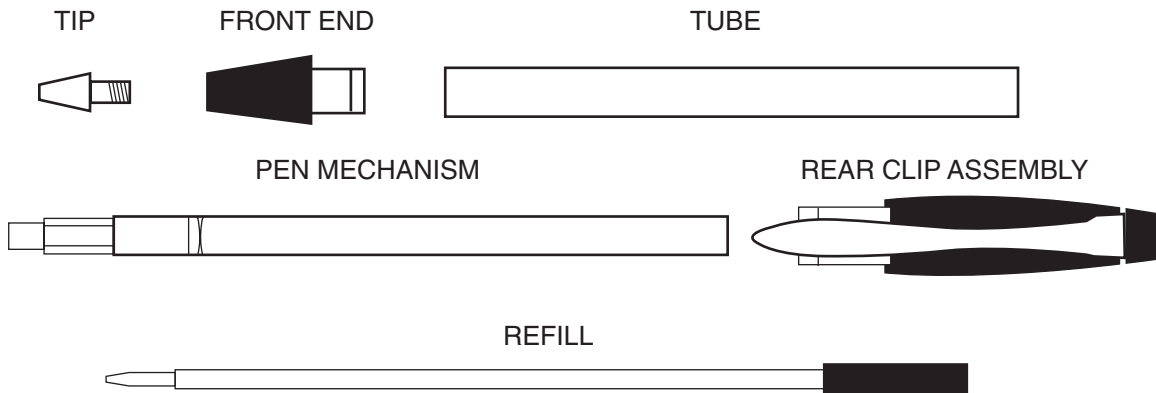 TIP
FRONT END
TUBE
PEN MECHANISM
REAR CLIP ASSEMBLY
REFILL